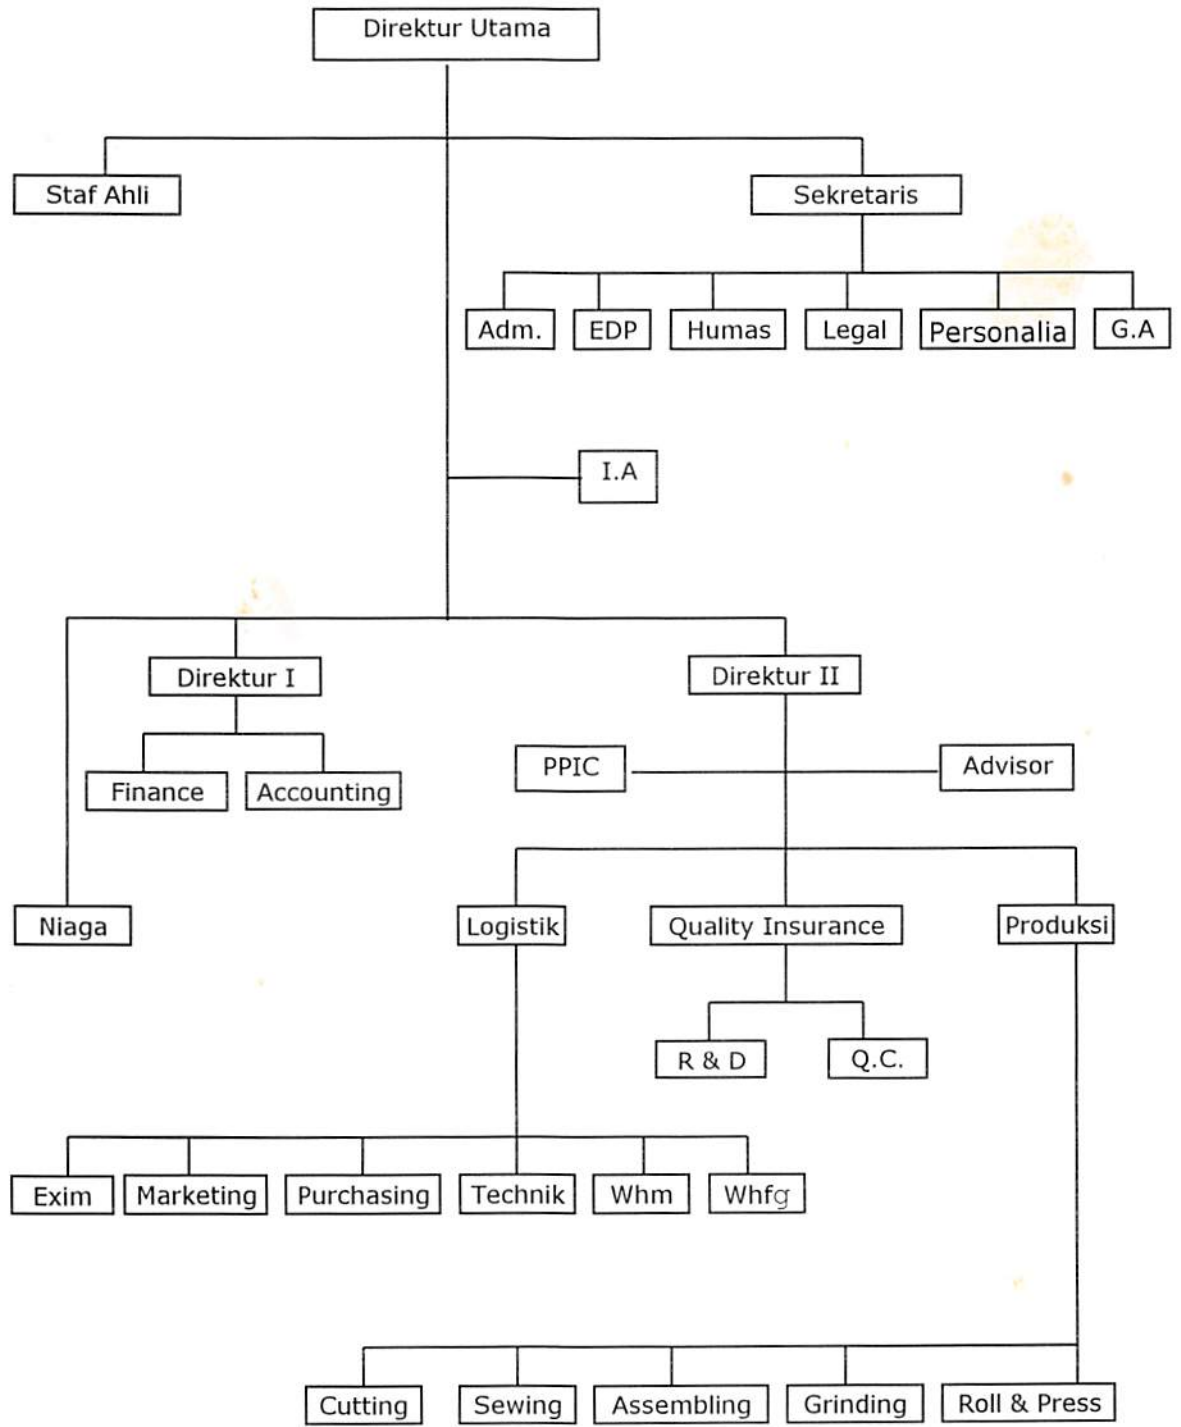 Direktur Utama
Staf Ahli
Sekretaris
Adm.
EDP
Humas
Legal
Personalia
G.A
I.A
Direktur I
Direktur II
Finance
Accounting
PPIC
Advisor
Niaga
Logistik
Quality Insurance
Produksi
R & D
Q.C.
Exim
Marketing
Purchasing
Technik
Whm
Whfg
Cutting
Sewing
Assembling
Grinding
Roll & Press